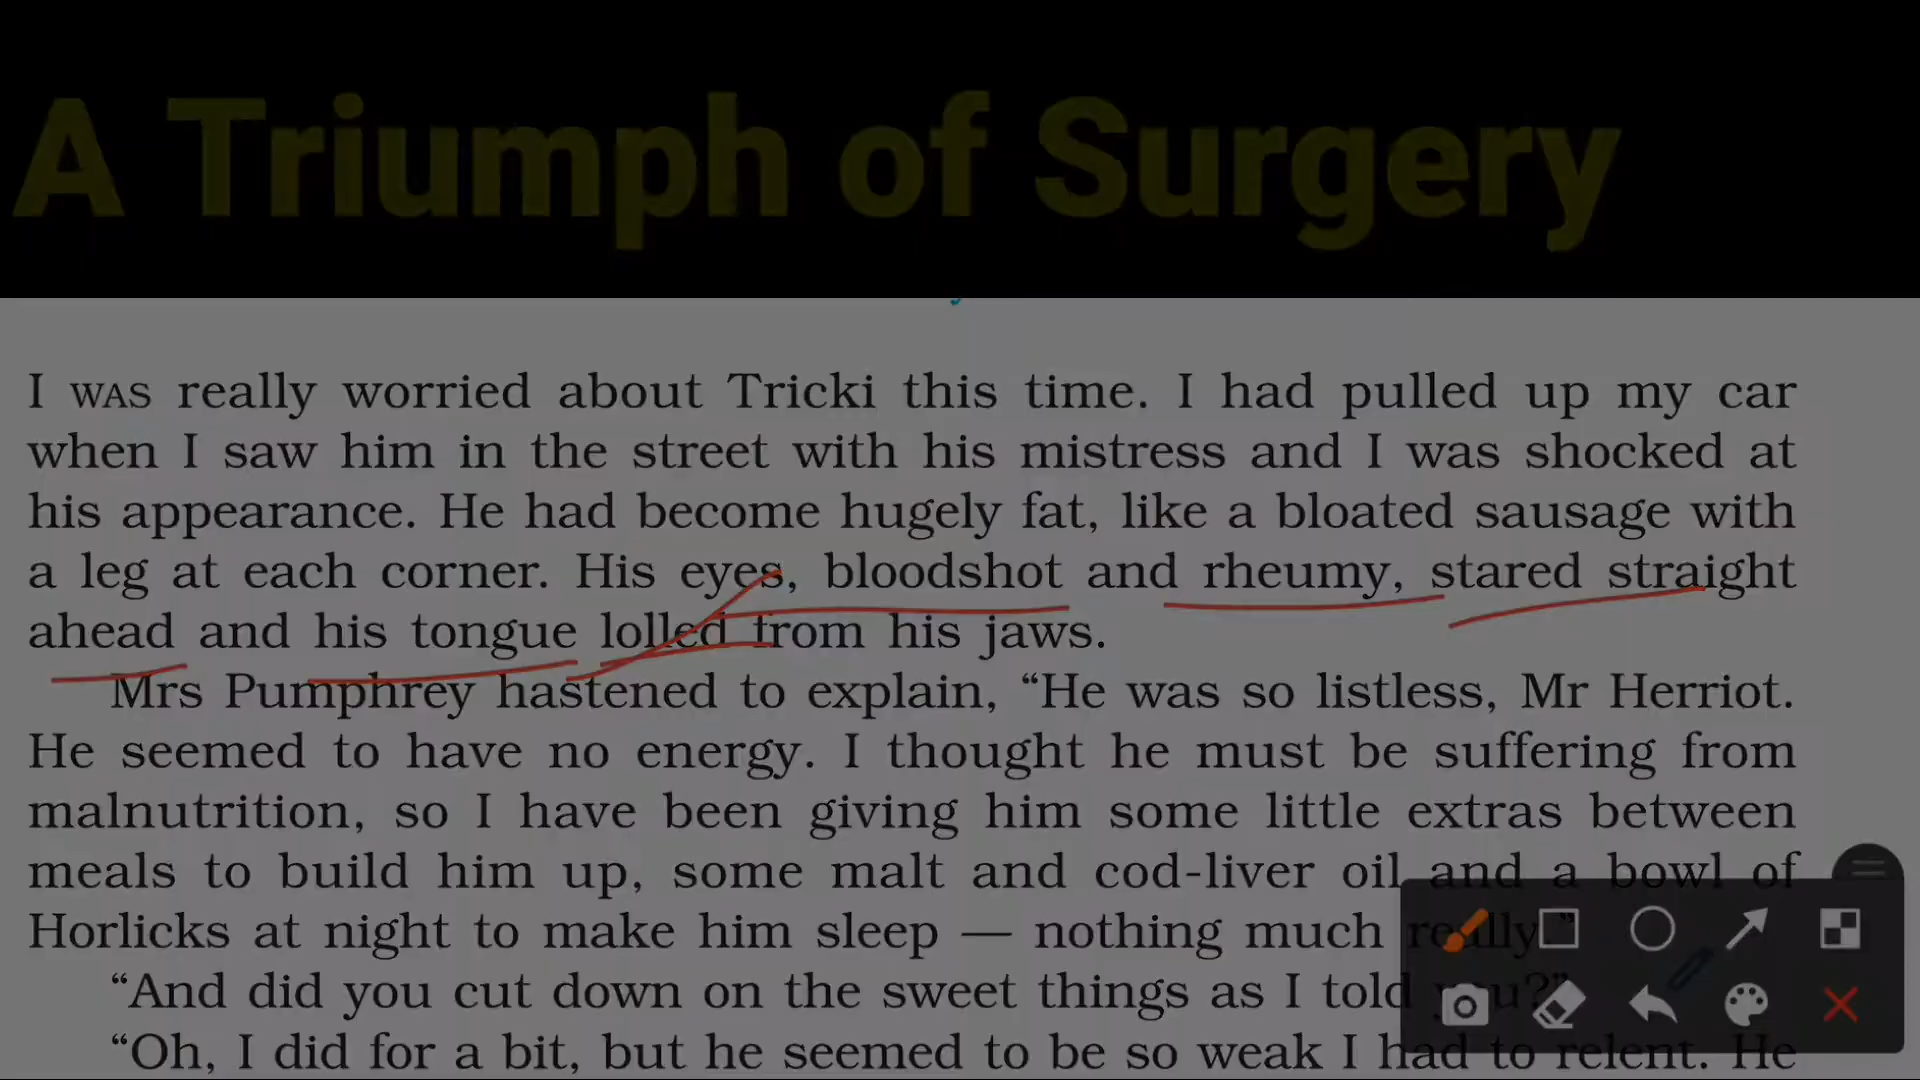 A Triumph of Surgery
I WAS really worried about Tricki this time. I had pulled up my car
when I saw him in the street with his mistress and I was shocked at
his appearance. He had become hugely fat, like a bloated sausage with
a leg at each corner. His eyes, bloodshot and rheumy, stared straight
ahead and his tongue lolled from his jaws.
Mrs Pumphrey hastened to explain, “He was so listless, Mr Herriot.
He seemed to have no energy. I thought he must be suffering from
malnutrition, so I have been giving him some little extras between
meals to build him up, some malt and cod-liver oil and a bowl of
Horlicks at night to make him sleep — nothing much really.”
“And did you cut down on the sweet things as I told you?”
“Oh, I did for a bit, but he seemed to be so weak I had to relent. He